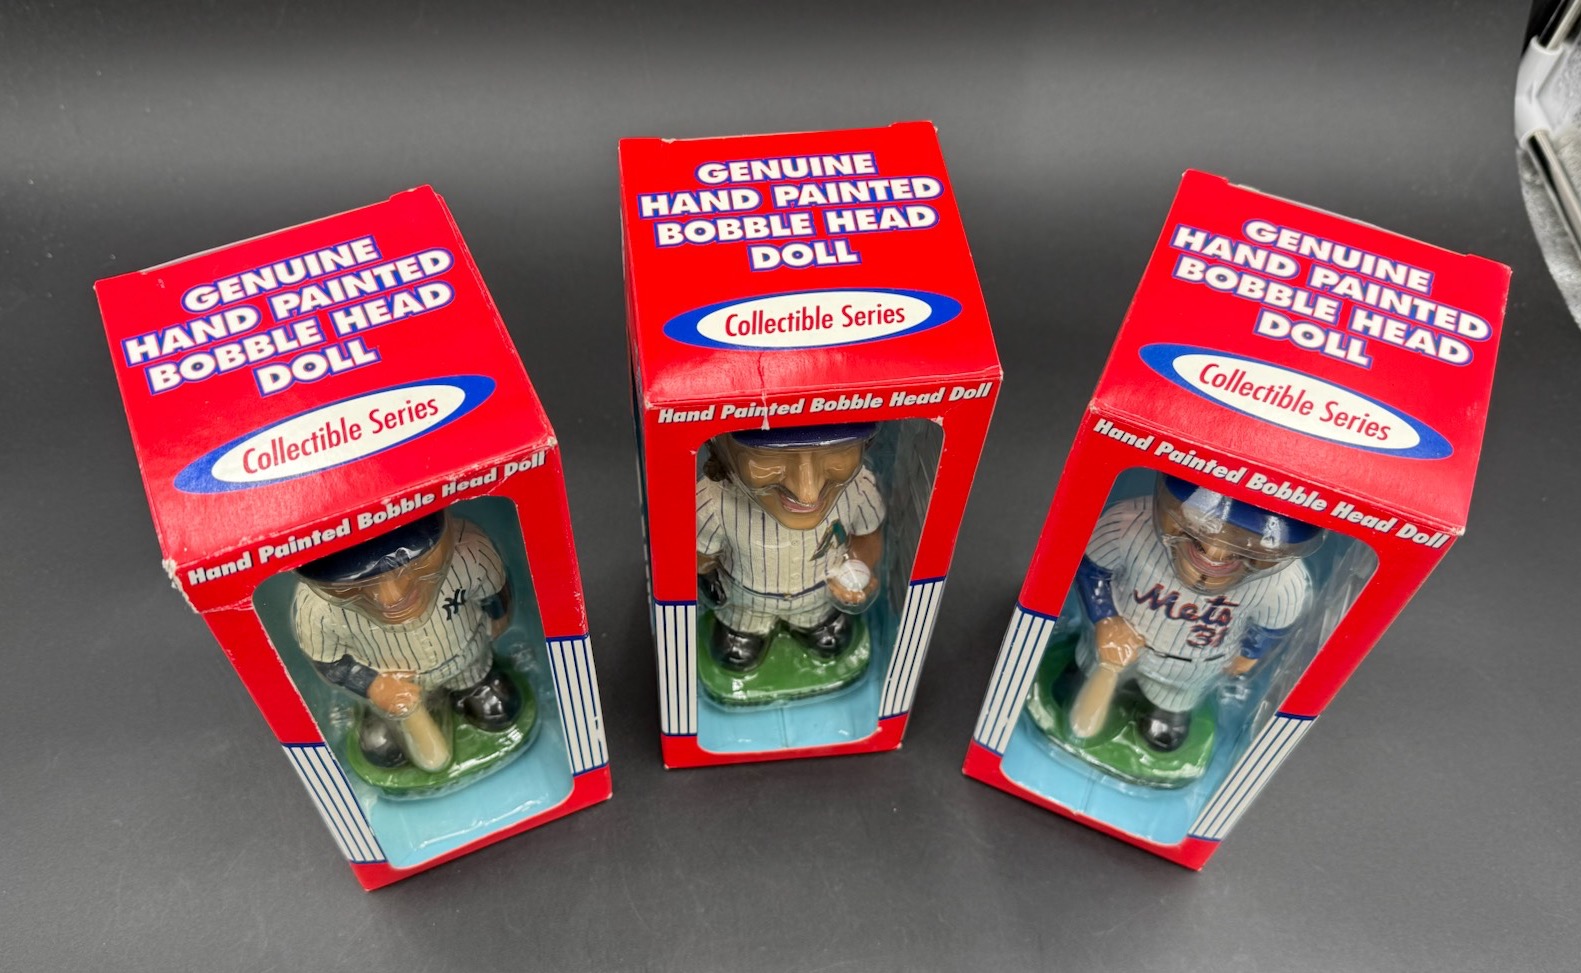 GENUINE
HAND PAINTED
BOBBLE HEAD
DOLL
Collectible Series
Hand Painted Bobble Head Doll
NY
GENUINE
HAND PAINTED
BOBBLE HEAD
DOLL
Collectible Series
Hand Painted Bobble Head Doll
A
GENUINE
HAND PAINTED
BOBBLE HEAD
DOLL
Collectible Series
Hand Painted Bobble Head Doll
Mets
31